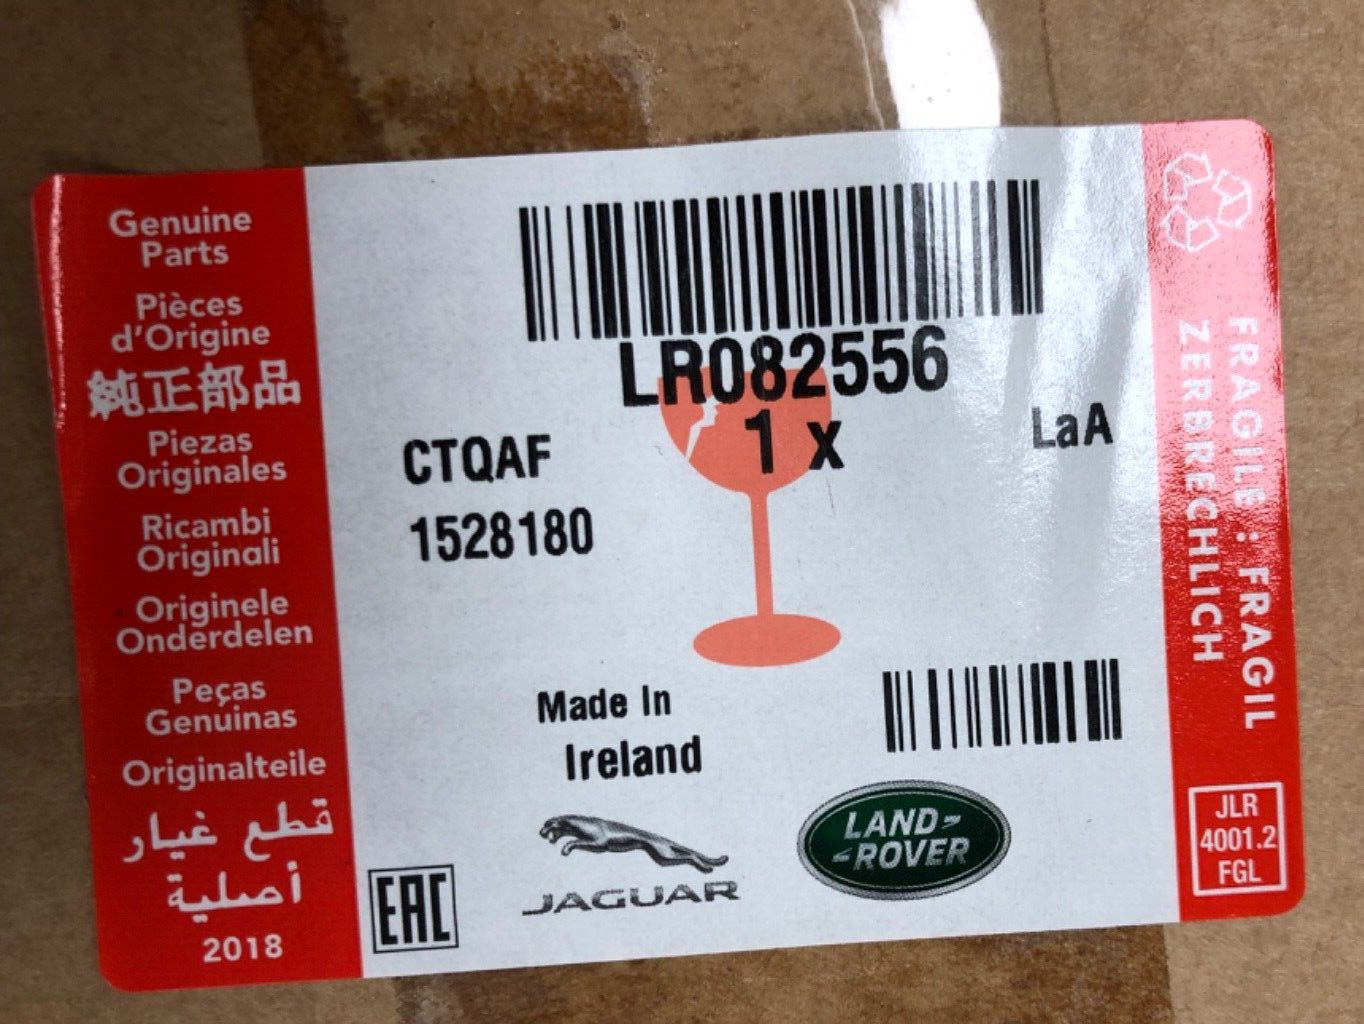 Genuine
Parts
Pièces
d'Origine
純正部品
Piezas
Originales
Ricambi
Originali
Originele
Onderdelen
Peças
Genuinas
Originalteile
قطع غيار
أصلية
2018
EAC
LR082556
1 x
LaA
CTQAF
1528180
Made In
Ireland
JAGUAR
LAND-
-ROVER
FRAGILE : FRAGIL
ZERBRECHLICH
JLR
4001.2
FGL